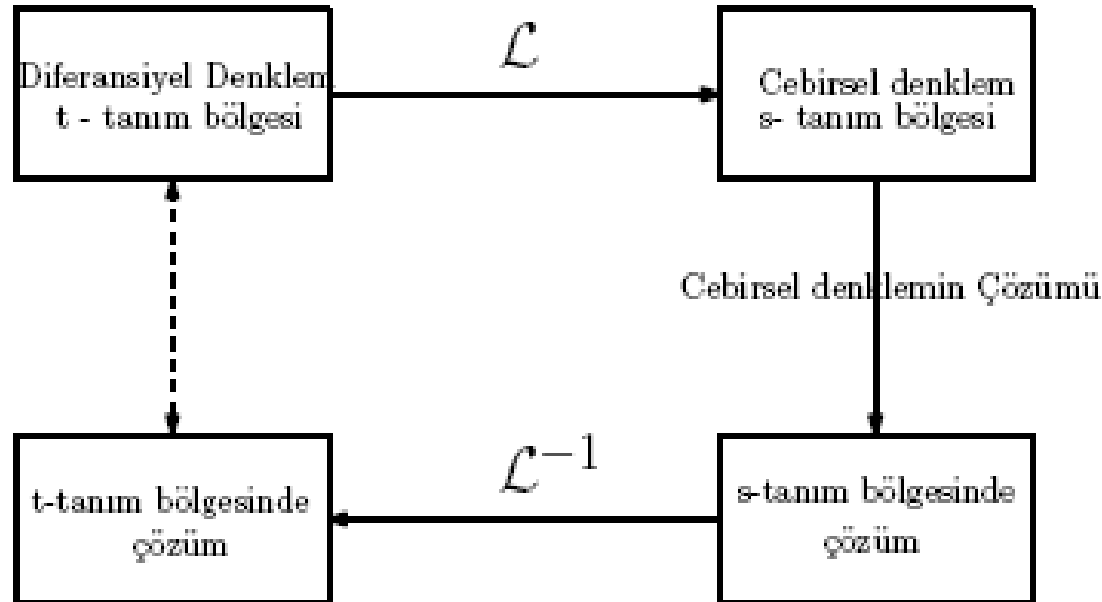 Diferansiyel Denklem
t - tanım bölgesi
ℒ
Cebirsel denklem
s- tanım bölgesi
Cebirsel denklemin Çözümü
t-tanım bölgesinde
çözüm
ℒ⁻¹
s-tanım bölgesinde
çözüm